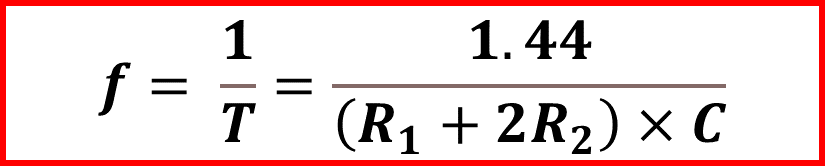 f = 1/T = 1.44/((R₁ + 2R₂) × C)